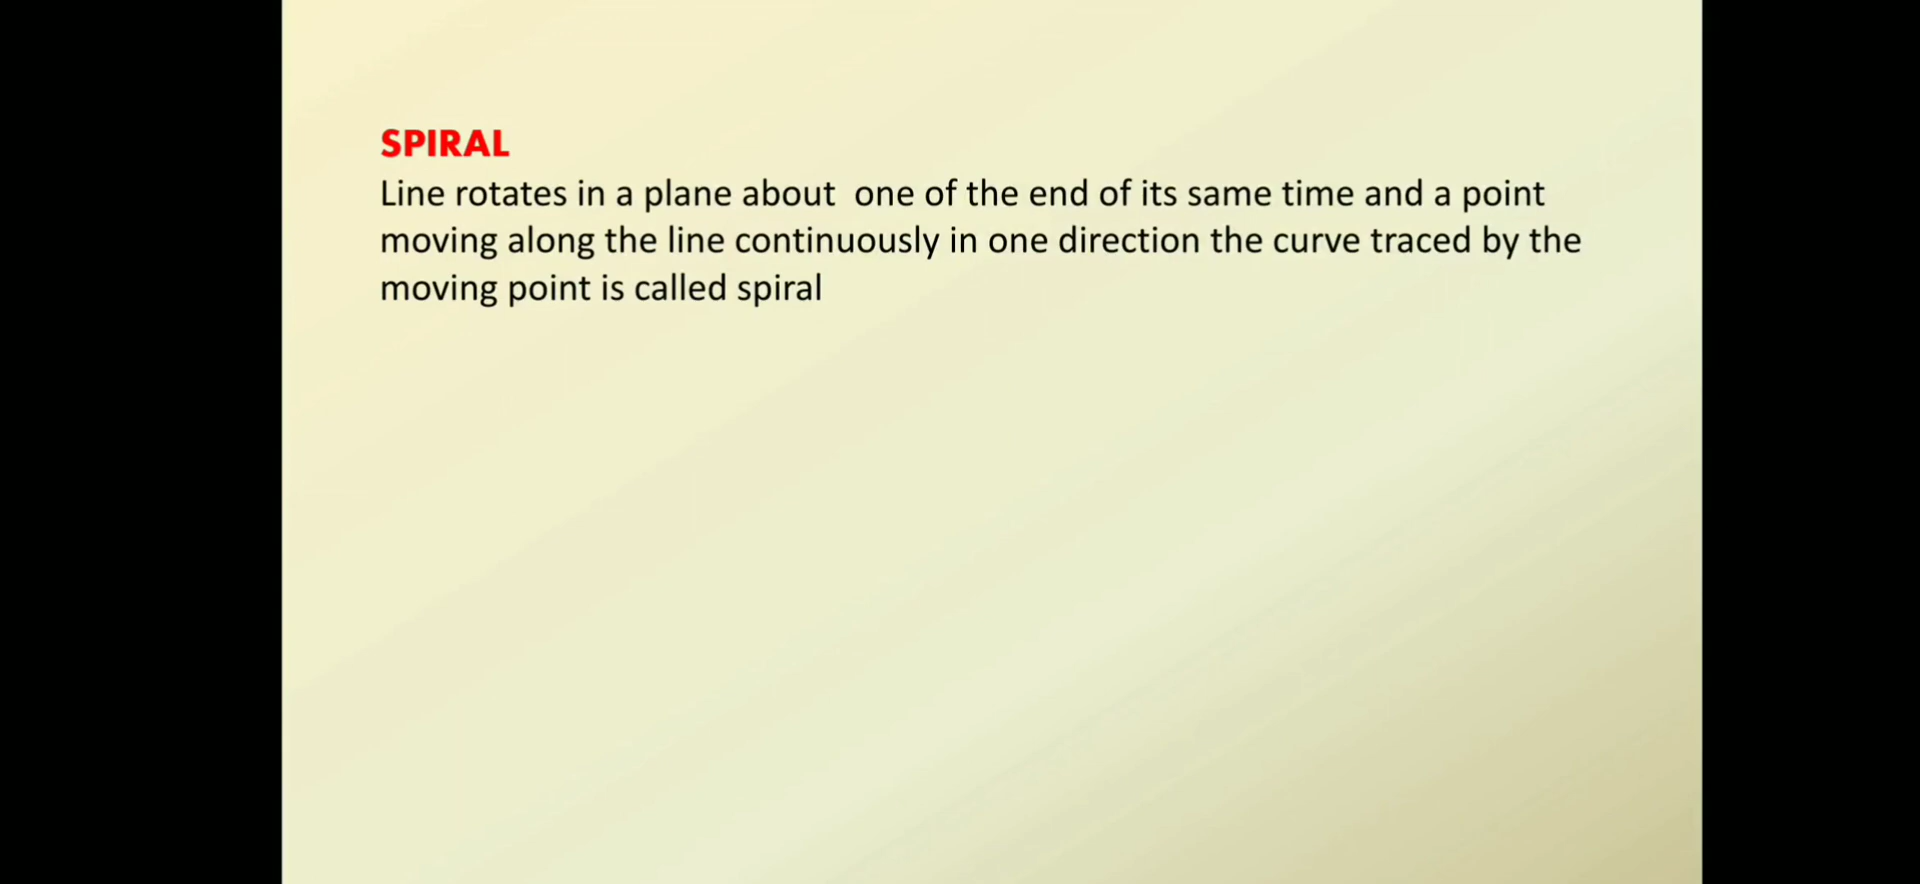 SPIRAL
Line rotates in a plane about  one of the end of its same time and a point
moving along the line continuously in one direction the curve traced by the
moving point is called spiral